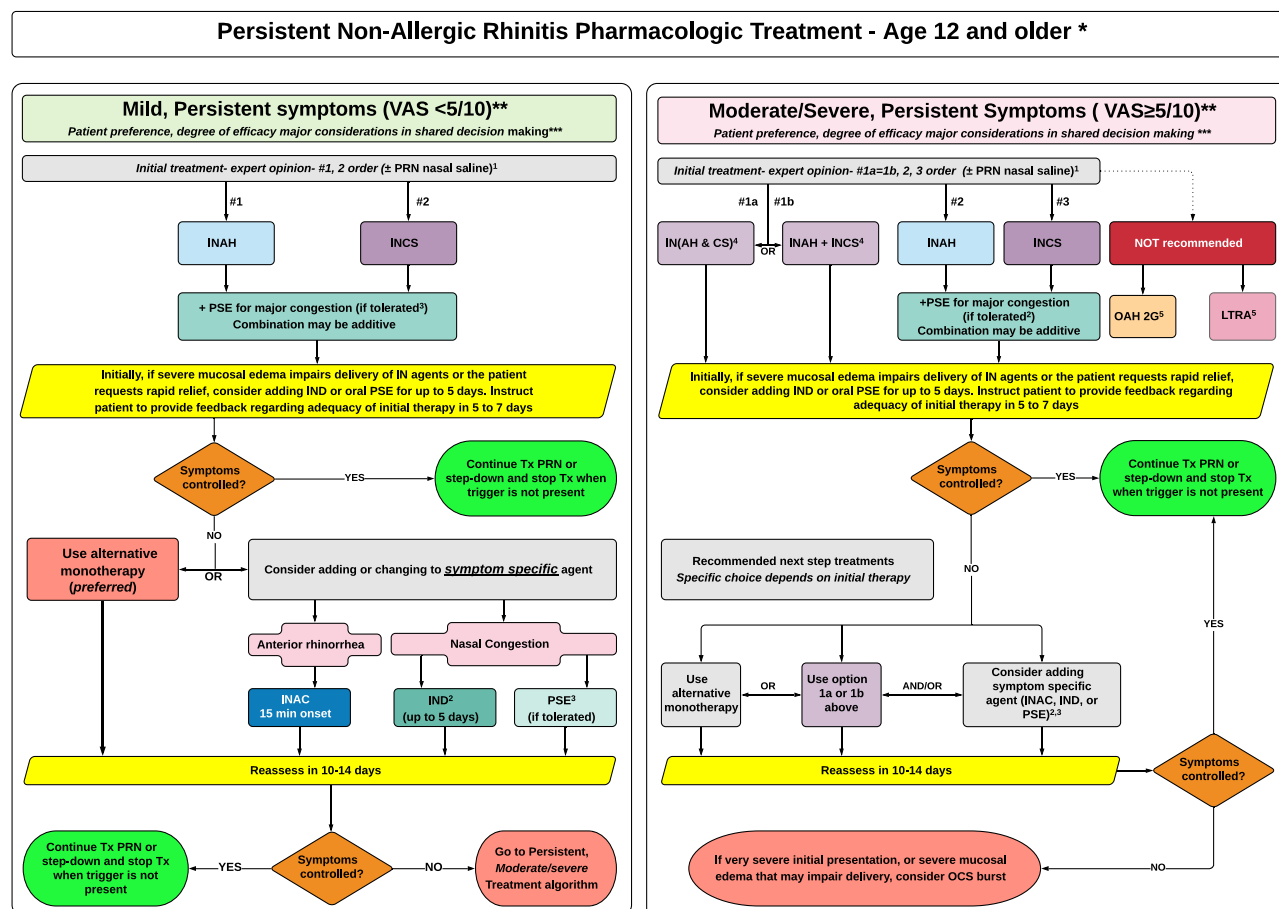 Persistent Non-Allergic Rhinitis Pharmacologic Treatment - Age 12 and older *
Mild, Persistent symptoms (VAS <5/10)**
Patient preference, degree of efficacy major considerations in shared decision making***
Initial treatment- expert opinion- #1, 2 order (± PRN nasal saline)¹
#1
#2
INAH
INCS
+ PSE for major congestion (if tolerated³)
Combination may be additive
Initially, if severe mucosal edema impairs delivery of IN agents or the patient
requests rapid relief, consider adding IND or oral PSE for up to 5 days. Instruct
patient to provide feedback regarding adequacy of initial therapy in 5 to 7 days
Symptoms
controlled?
YES
Continue Tx PRN or
step-down and stop Tx when
trigger is not present
NO
Use alternative
monotherapy
(preferred)
OR
Consider adding or changing to symptom specific agent
Anterior rhinorrhea
Nasal Congestion
INAC
15 min onset
IND²
(up to 5 days)
PSE³
(if tolerated)
Reassess in 10-14 days
Continue Tx PRN or
step-down and stop Tx
when trigger is not
present
YES
Symptoms
controlled?
NO
Go to Persistent,
Moderate/severe
Treatment algorithm
Moderate/Severe, Persistent Symptoms ( VAS≥5/10)**
Patient preference, degree of efficacy major considerations in shared decision making ***
Initial treatment- expert opinion- #1a=1b, 2, 3 order (± PRN nasal saline)¹
#1a
#1b
#2
#3
IN(AH & CS)⁴
OR
INAH + INCS⁴
INAH
INCS
NOT recommended
+PSE for major congestion
(if tolerated²)
Combination may be additive
OAH 2G⁵
LTRA⁵
Initially, if severe mucosal edema impairs delivery of IN agents or the patient requests rapid relief,
consider adding IND or oral PSE for up to 5 days. Instruct patient to provide feedback regarding
adequacy of initial therapy in 5 to 7 days
Symptoms
controlled?
YES
Continue Tx PRN or
step-down and stop Tx
when trigger is not present
NO
Recommended next step treatments
Specific choice depends on initial therapy
YES
Use
alternative
monotherapy
OR
Use option
1a or 1b
above
AND/OR
Consider adding
symptom specific
agent (INAC, IND, or
PSE)²,³
Reassess in 10-14 days
Symptoms
controlled?
NO
If very severe initial presentation, or severe mucosal
edema that may impair delivery, consider OCS burst